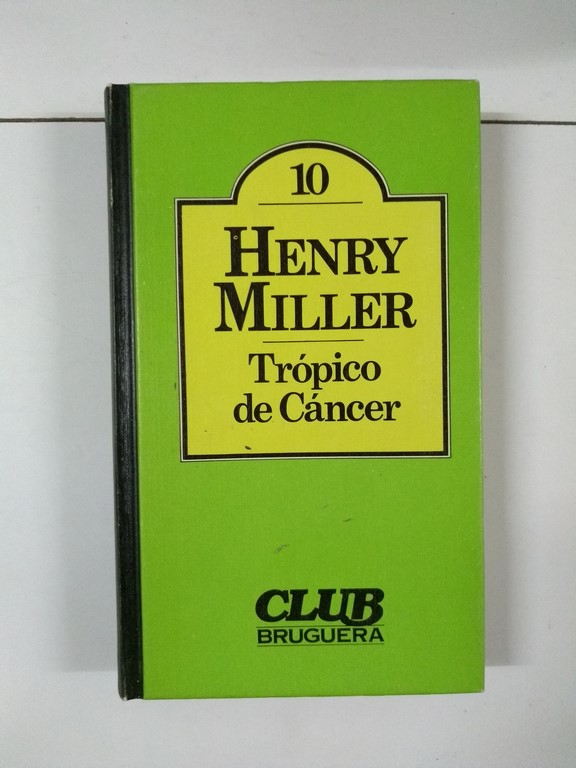 10
HENRY
MILLER
Trópico
de Cáncer
CLUB
BRUGUERA